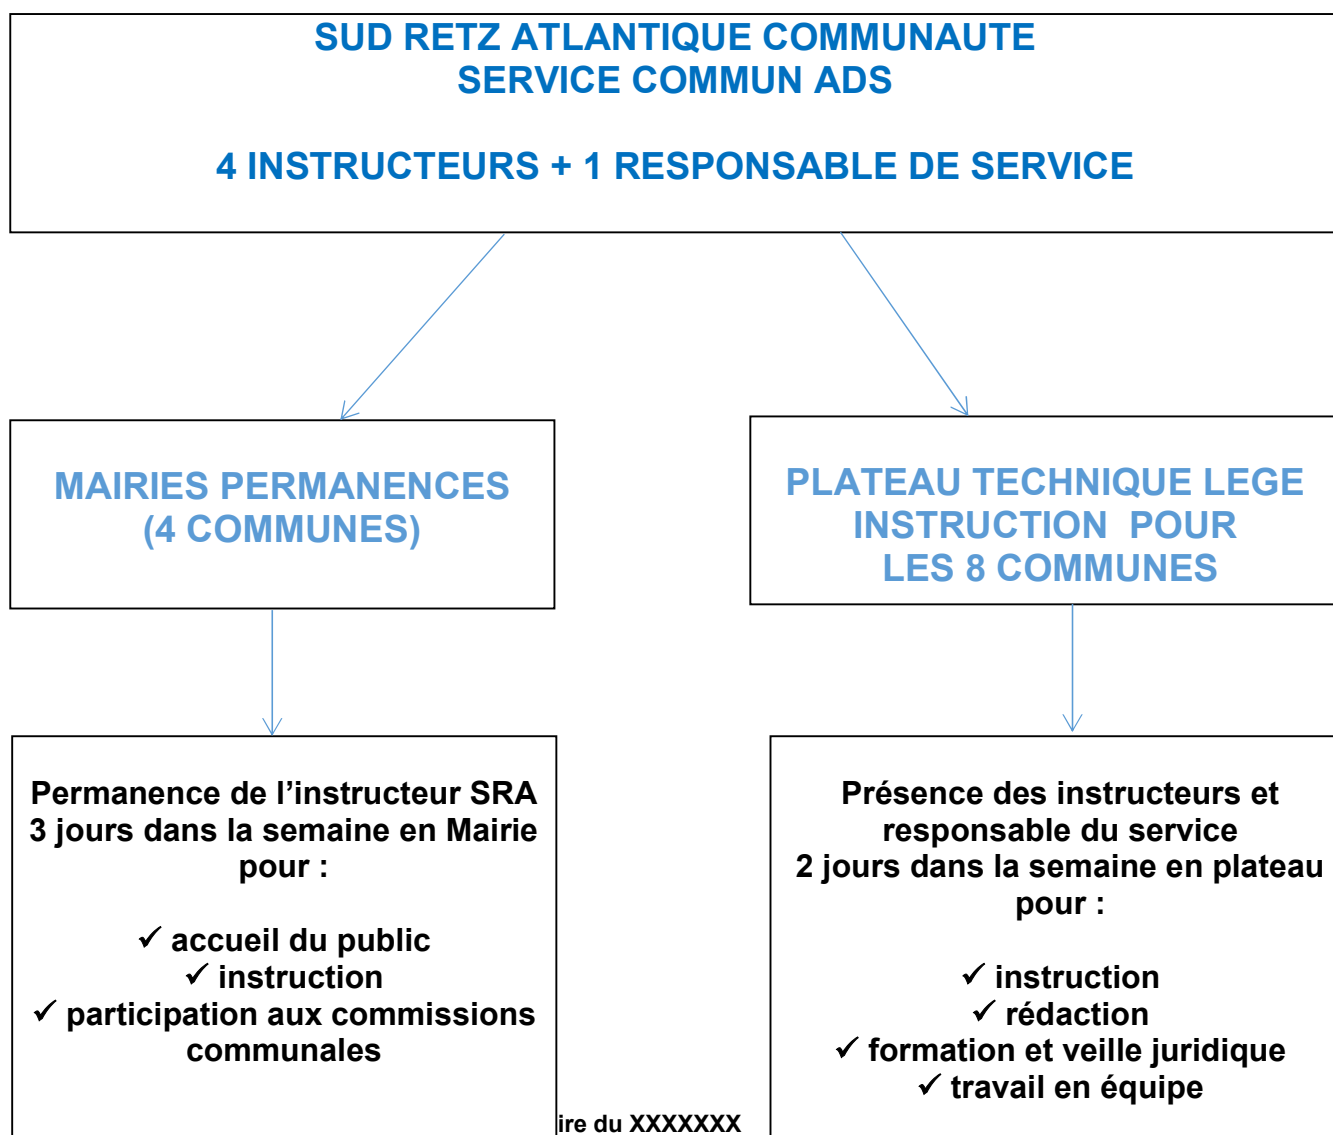 SUD RETZ ATLANTIQUE COMMUNAUTE
SERVICE COMMUN ADS
4 INSTRUCTEURS + 1 RESPONSABLE DE SERVICE
MAIRIES PERMANENCES
(4 COMMUNES)
PLATEAU TECHNIQUE LEGE
INSTRUCTION POUR
LES 8 COMMUNES
Permanence de l’instructeur SRA
3 jours dans la semaine en Mairie
pour :
✓ accueil du public
✓ instruction
✓ participation aux commissions
communales
Présence des instructeurs et
responsable du service
2 jours dans la semaine en plateau
pour :
✓ instruction
✓ rédaction
✓ formation et veille juridique
✓ travail en équipe
ire du XXXXXXX